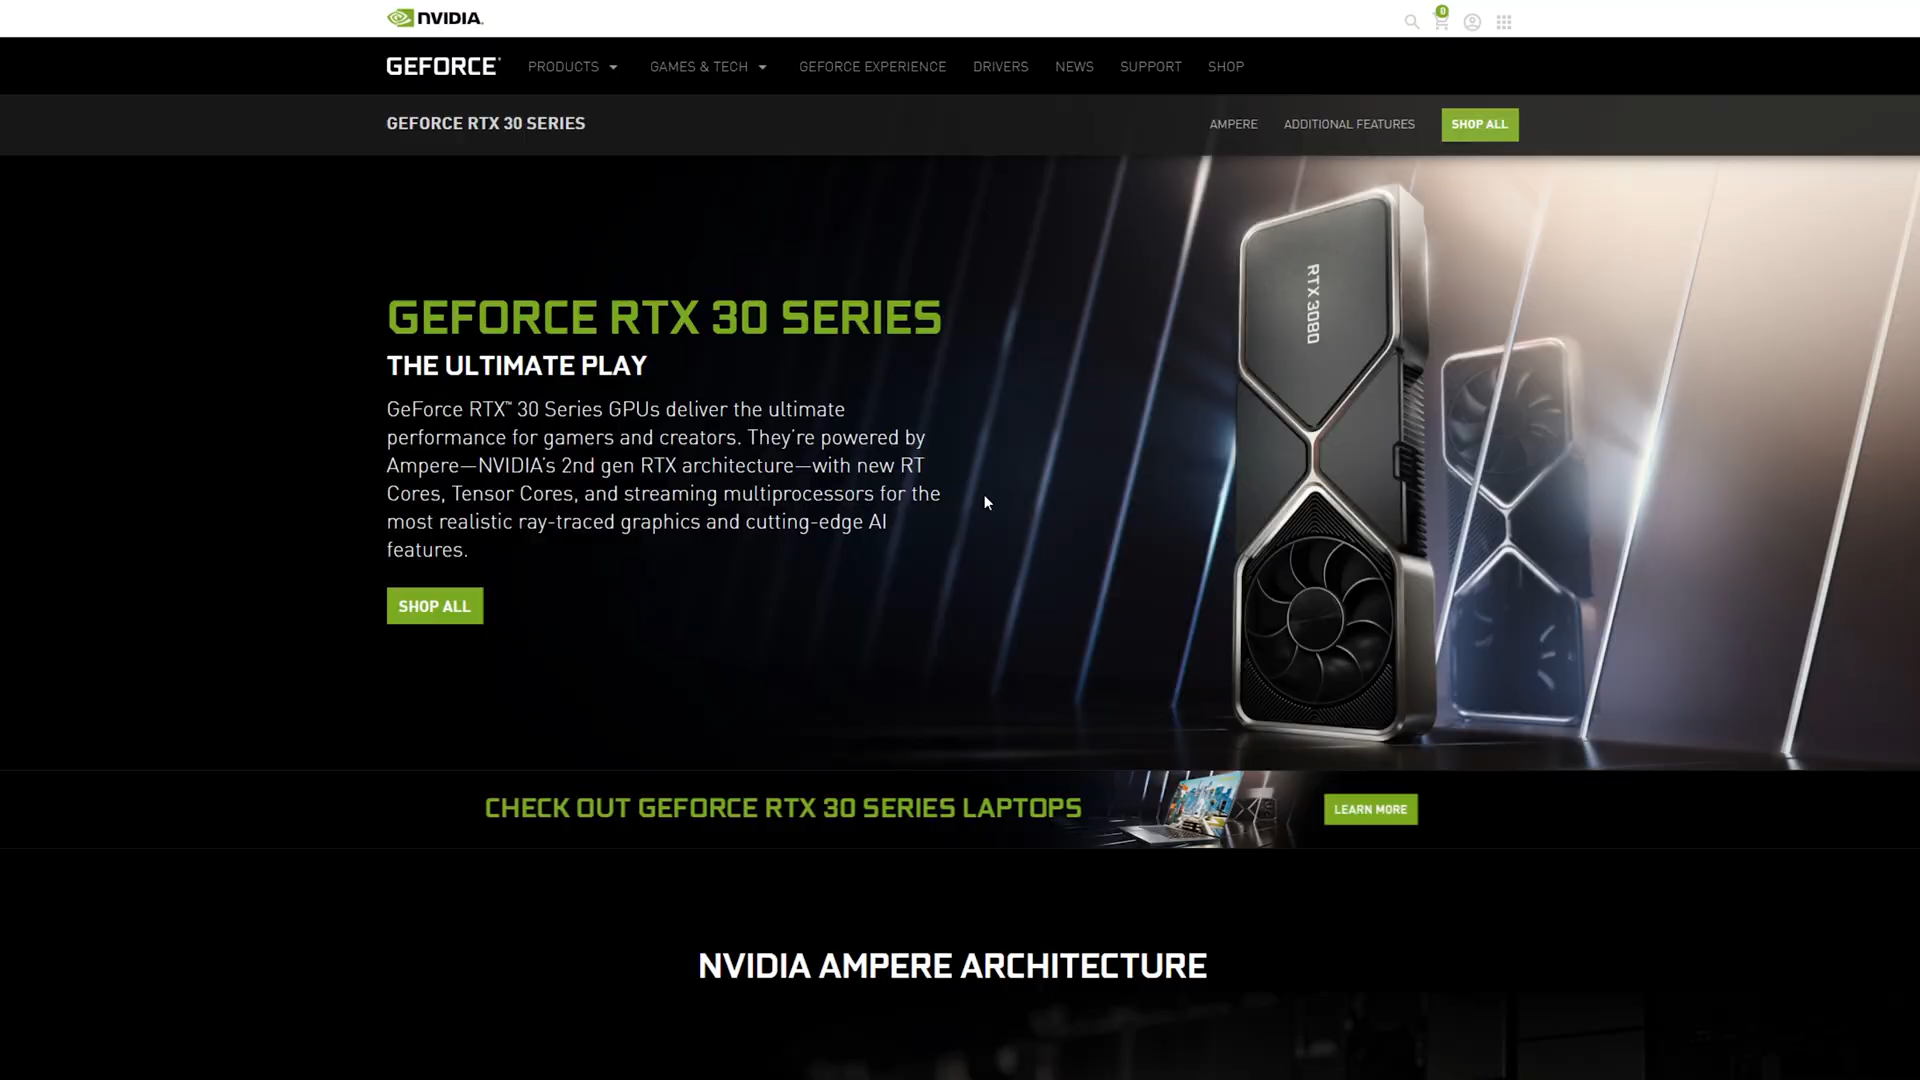 NVIDIA.
0
GEFORCE
PRODUCTS
GAMES & TECH
GEFORCE EXPERIENCE
DRIVERS
NEWS
SUPPORT
SHOP
GEFORCE RTX 30 SERIES
AMPERE
ADDITIONAL FEATURES
SHOP ALL
GEFORCE RTX 30 SERIES
THE ULTIMATE PLAY
GeForce RTX™ 30 Series GPUs deliver the ultimate
performance for gamers and creators. They're powered by
Ampere—NVIDIA's 2nd gen RTX architecture—with new RT
Cores, Tensor Cores, and streaming multiprocessors for the
most realistic ray-traced graphics and cutting-edge AI
features.
SHOP ALL
RTX 3080
CHECK OUT GEFORCE RTX 30 SERIES LAPTOPS
LEARN MORE
NVIDIA AMPERE ARCHITECTURE